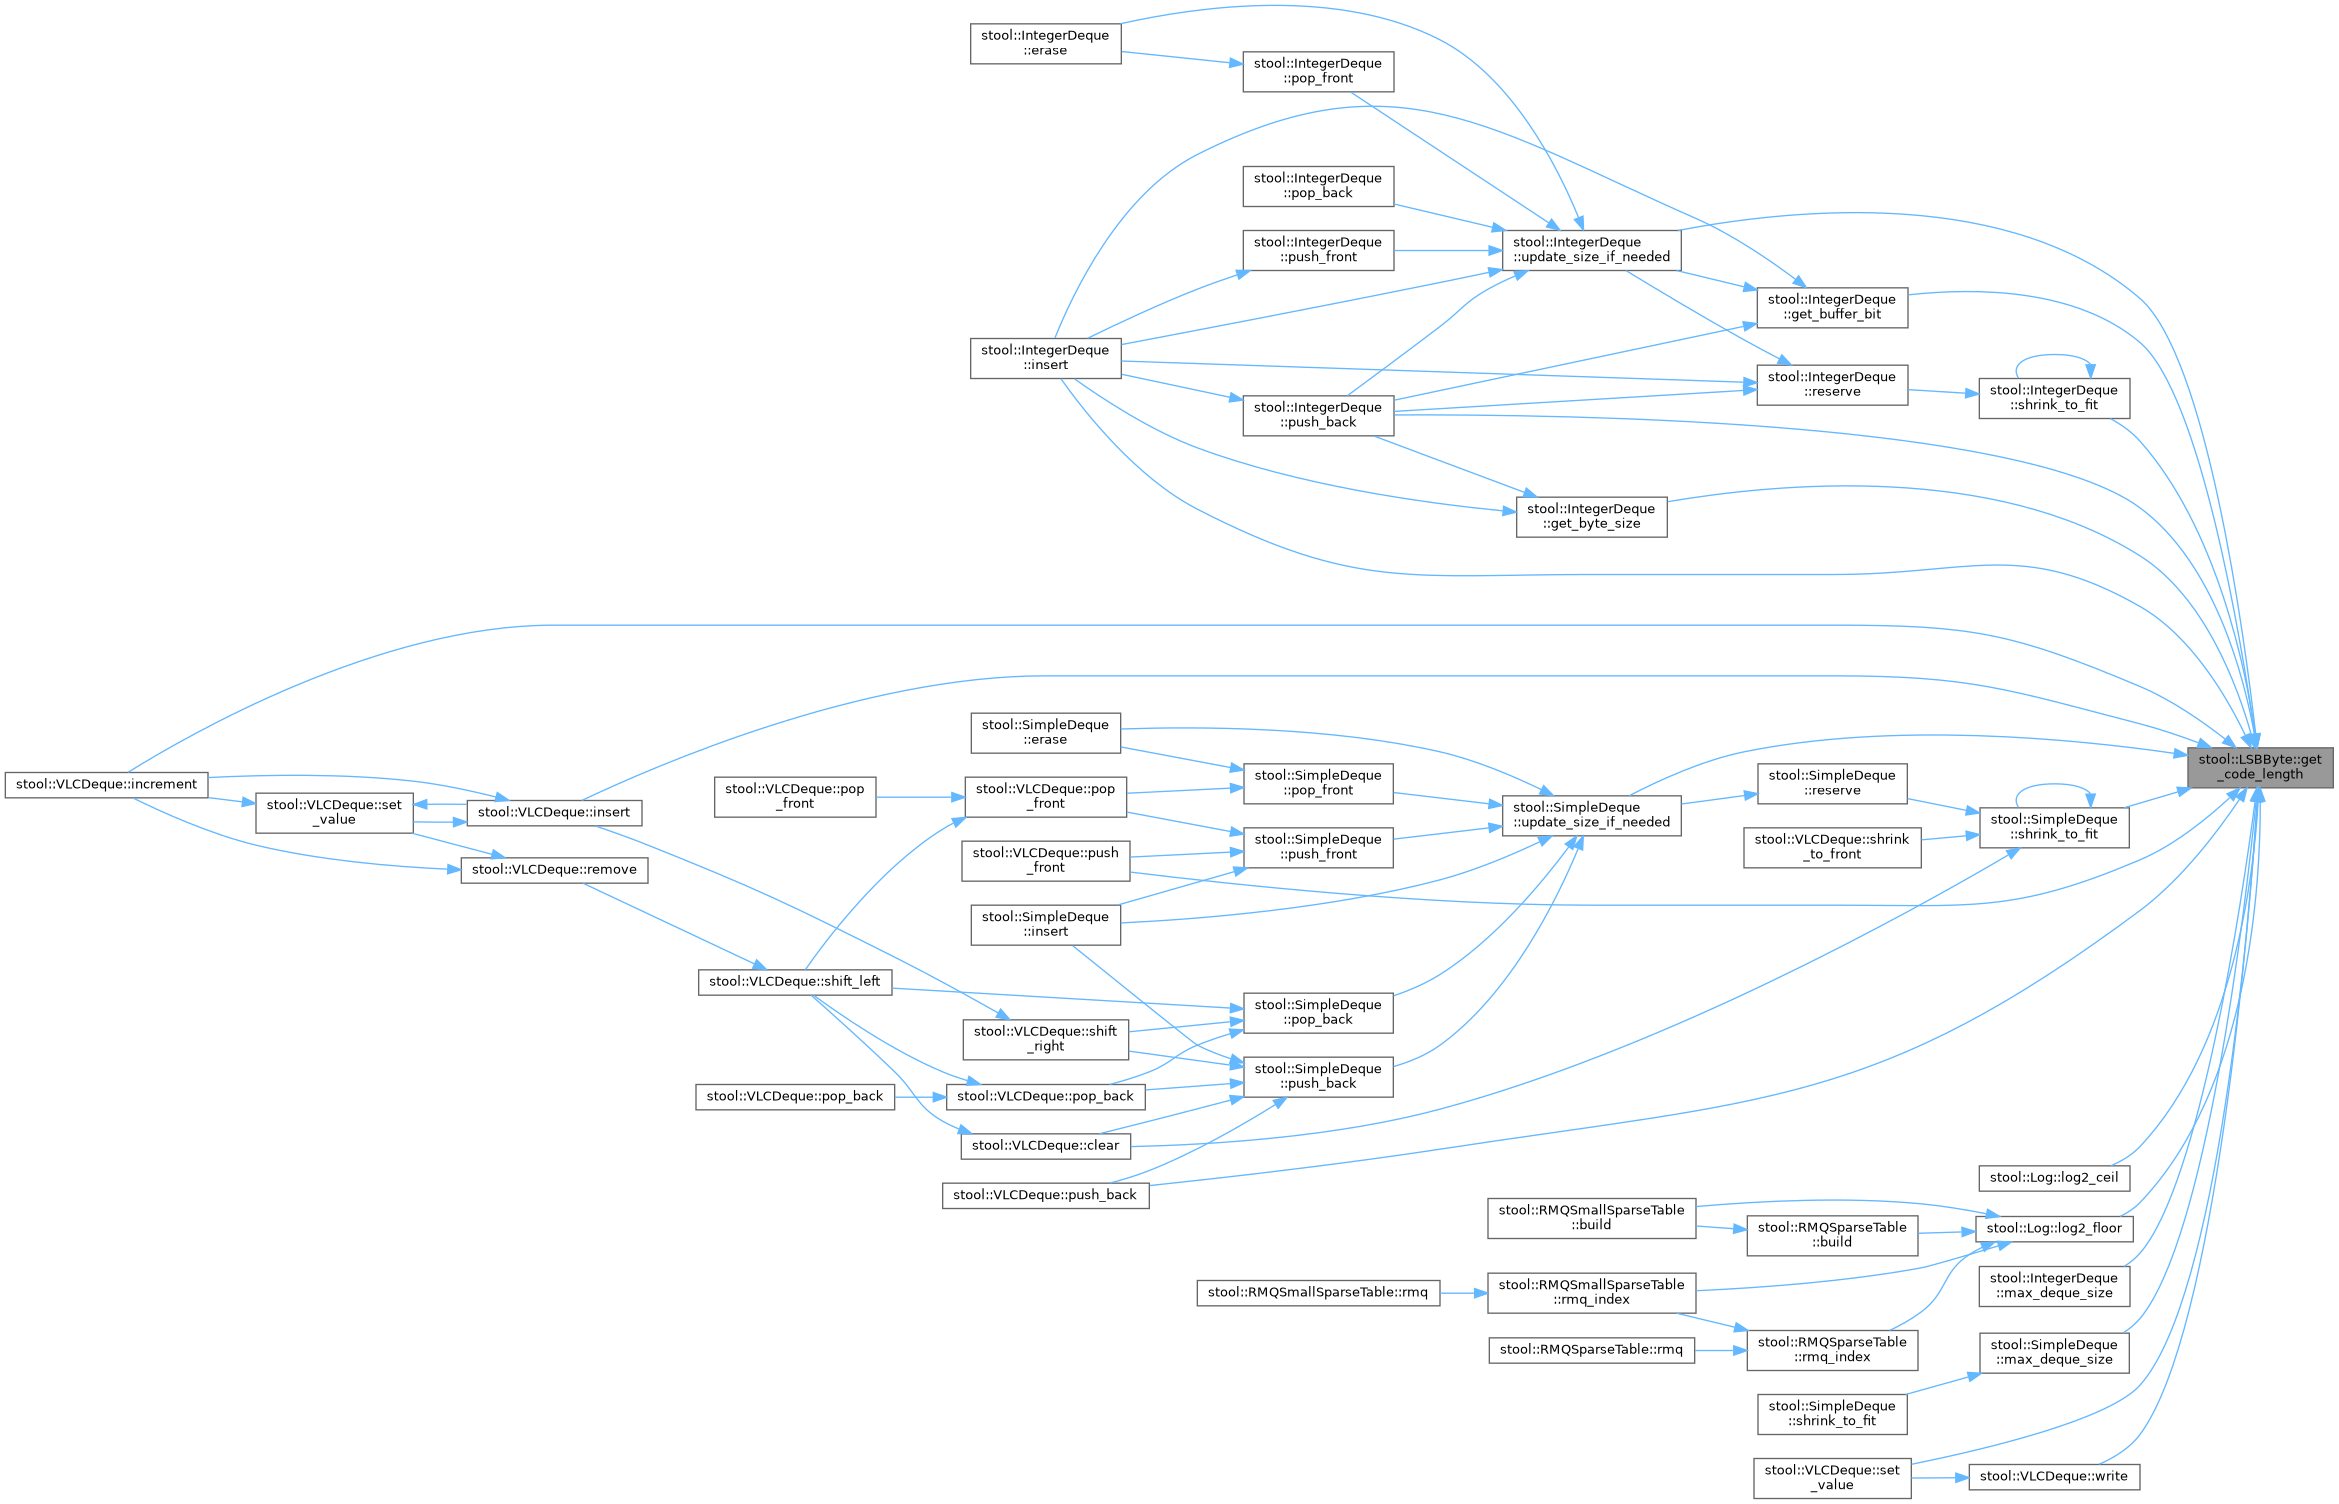 stool::IntegerDeque
::erase
stool::IntegerDeque
::pop_front
stool::IntegerDeque
::pop_back
stool::IntegerDeque
::push_front
stool::IntegerDeque
::update_size_if_needed
stool::IntegerDeque
::get_buffer_bit
stool::IntegerDeque
::insert
stool::IntegerDeque
::reserve
stool::IntegerDeque
::shrink_to_fit
stool::IntegerDeque
::push_back
stool::IntegerDeque
::get_byte_size
stool::LSBByte::get
_code_length
stool::SimpleDeque
::erase
stool::SimpleDeque
::pop_front
stool::SimpleDeque
::reserve
stool::VLCDeque::increment
stool::VLCDeque::set
_value
stool::VLCDeque::insert
stool::VLCDeque::pop
_front
stool::VLCDeque::pop
_front
stool::SimpleDeque
::update_size_if_needed
stool::SimpleDeque
::shrink_to_fit
stool::SimpleDeque
::push_front
stool::VLCDeque::shrink
_to_front
stool::VLCDeque::push
_front
stool::VLCDeque::remove
stool::SimpleDeque
::insert
stool::VLCDeque::shift_left
stool::SimpleDeque
::pop_back
stool::VLCDeque::shift
_right
stool::SimpleDeque
::push_back
stool::VLCDeque::pop_back
stool::VLCDeque::pop_back
stool::VLCDeque::clear
stool::VLCDeque::push_back
stool::Log::log2_ceil
stool::RMQSmallSparseTable
::build
stool::RMQSparseTable
::build
stool::Log::log2_floor
stool::RMQSmallSparseTable::rmq
stool::RMQSmallSparseTable
::rmq_index
stool::IntegerDeque
::max_deque_size
stool::RMQSparseTable::rmq
stool::RMQSparseTable
::rmq_index
stool::SimpleDeque
::max_deque_size
stool::SimpleDeque
::shrink_to_fit
stool::VLCDeque::set
_value
stool::VLCDeque::write